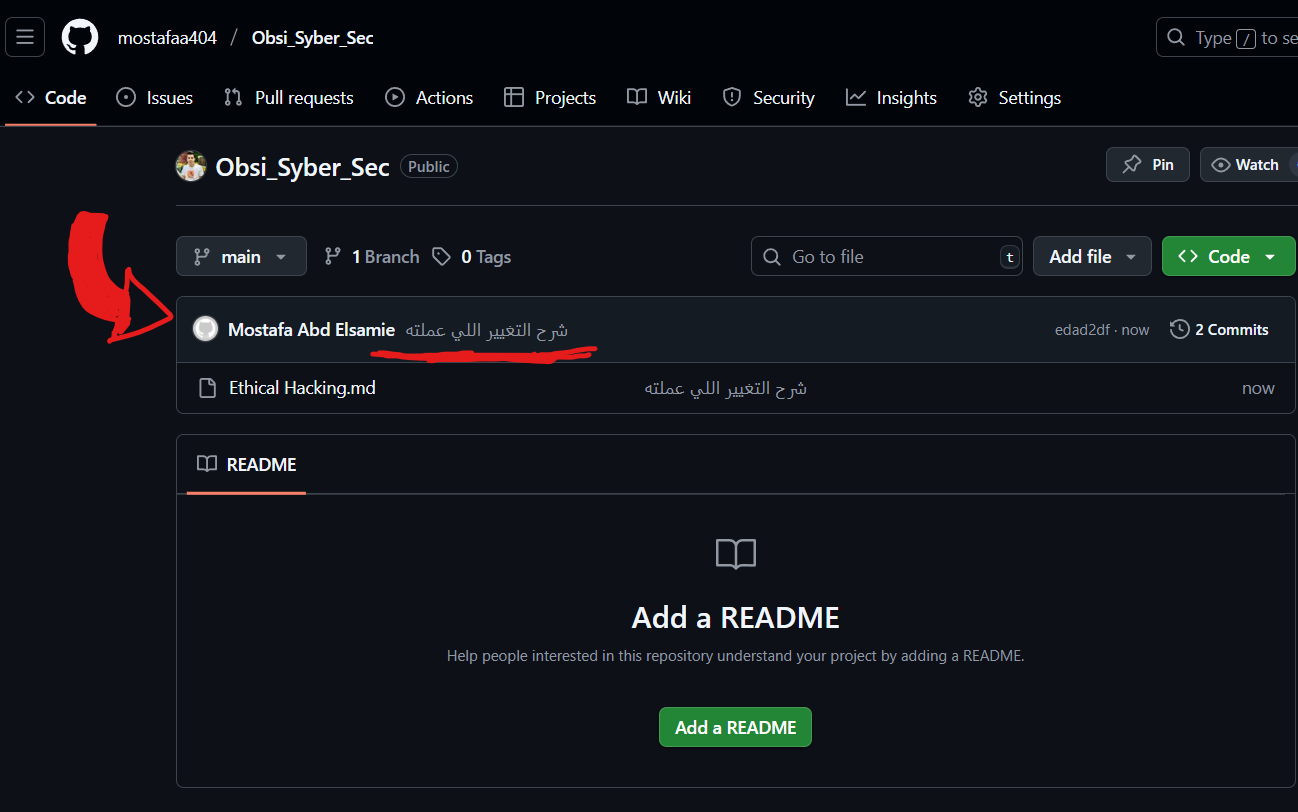 mostafaa404 / Obsi_Syber_Sec
Type / to se
Code Issues Pull requests Actions Projects Wiki Security Insights Settings
Obsi_Syber_Sec Public
Pin Watch
main 1 Branch 0 Tags
Go to file t
Add file Code
Mostafa Abd Elsamie شرح التغيير اللي عملته
edad2df · now 2 Commits
Ethical Hacking.md شرح التغيير اللي عملته now
README
Add a README
Help people interested in this repository understand your project by adding a README.
Add a README